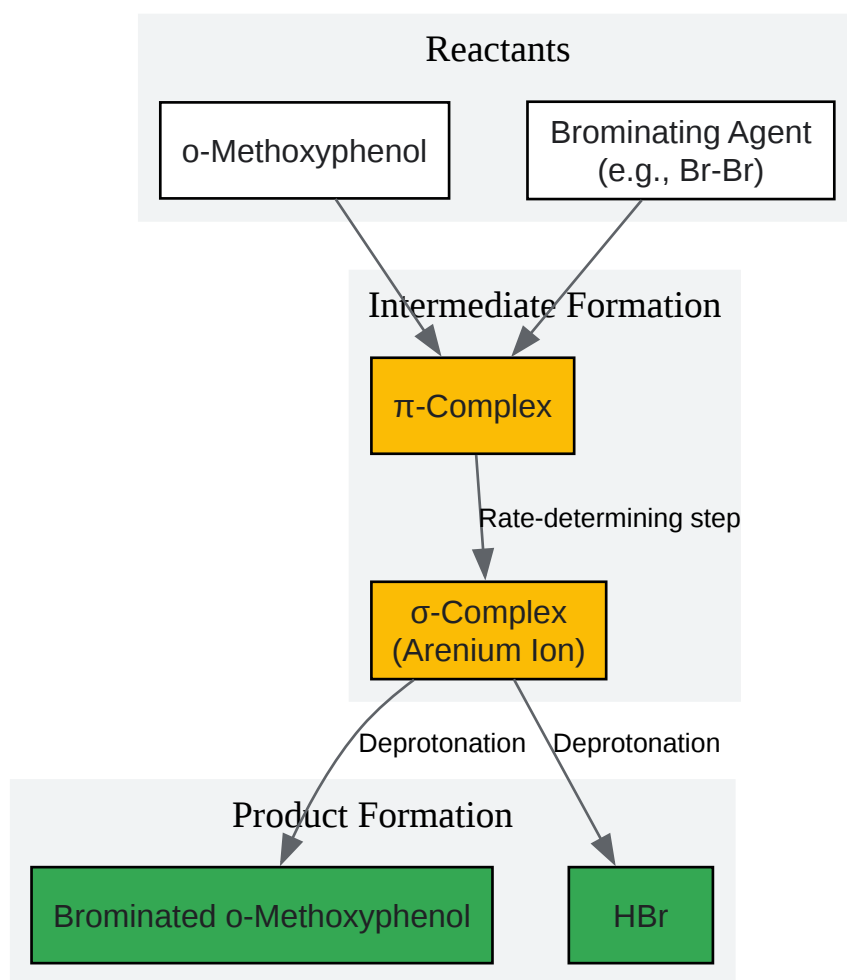 Reactants
o-Methoxyphenol
Brominating Agent
(e.g., Br-Br)
Intermediate Formation
π-Complex
Rate-determining step
σ-Complex
(Arenium Ion)
Deprotonation
Deprotonation
Product Formation
Brominated o-Methoxyphenol
HBr